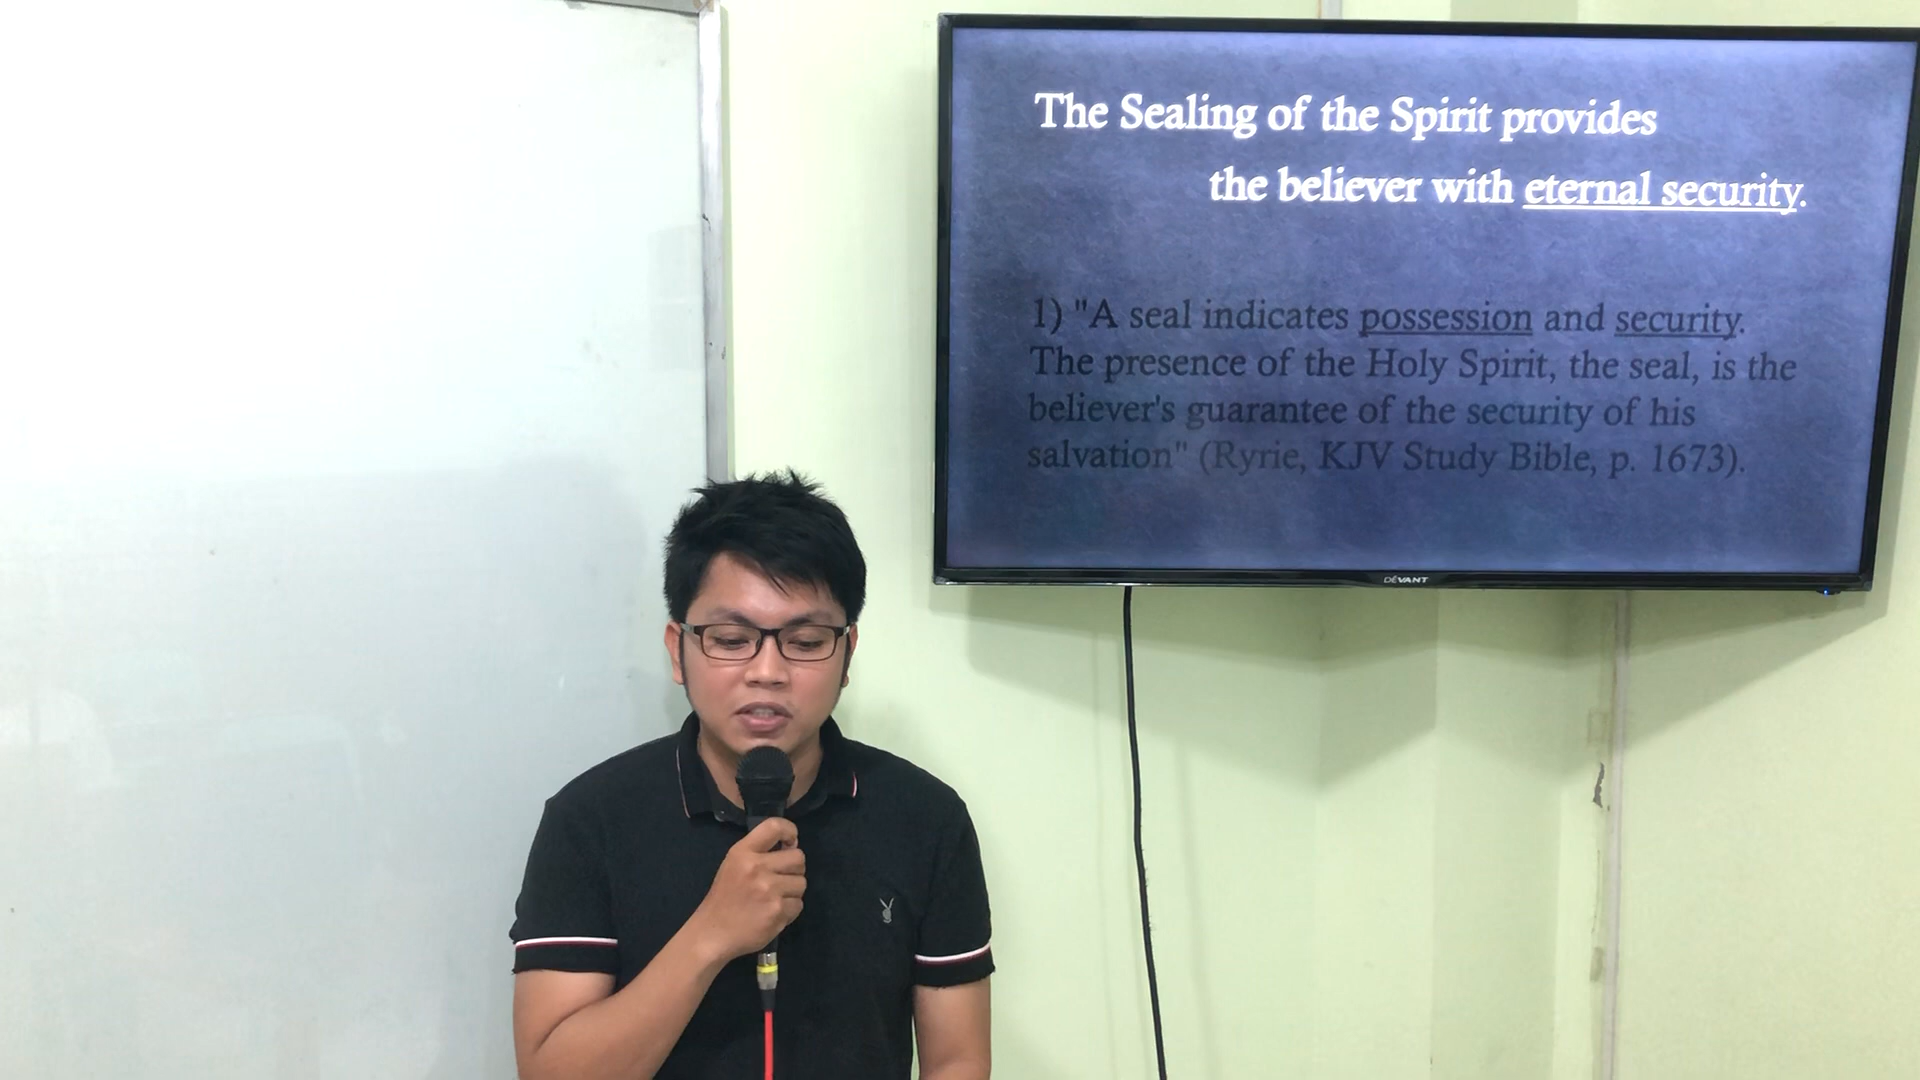 The Sealing of the Spirit provides
the believer with eternal security.
1) "A seal indicates possession and security.
The presence of the Holy Spirit, the seal, is the
believer's guarantee of the security of his
salvation" (Ryrie, KJV Study Bible, p. 1673).
DEVANT